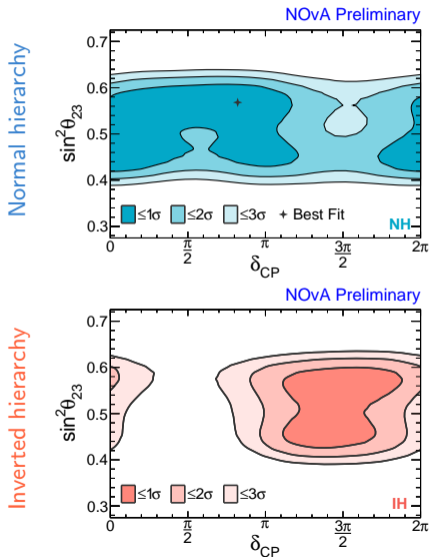 NOvA Preliminary
Normal hierarchy
sin²θ₂₃
0.7
0.6
0.5
0.4
0.3
≤1σ ≤2σ ≤3σ Best Fit
NH
0 π/2 π 3π/2 2π
δCP
NOvA Preliminary
Inverted hierarchy
sin²θ₂₃
0.7
0.6
0.5
0.4
0.3
≤1σ ≤2σ ≤3σ
IH
0 π/2 π 3π/2 2π
δCP